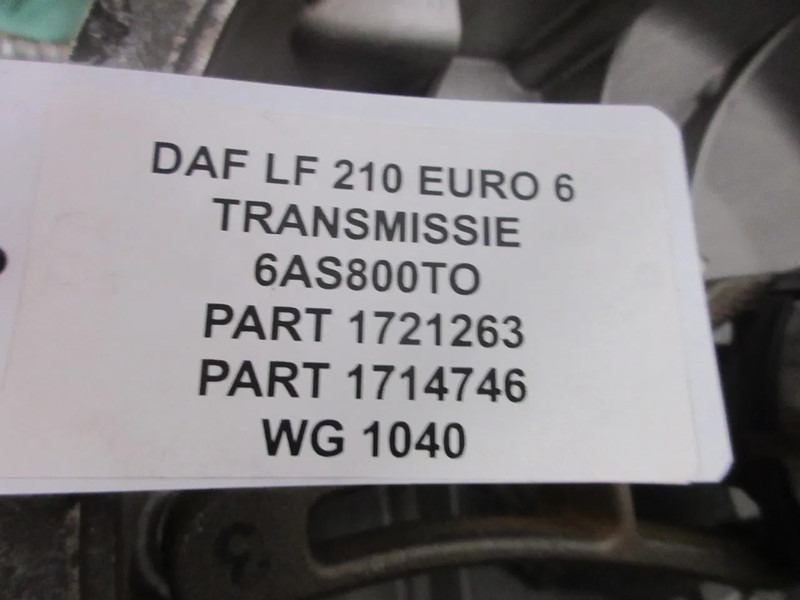 DAF LF 210 EURO 6
TRANSMISSIE
6AS800TO
PART 1721263
PART 1714746
WG 1040